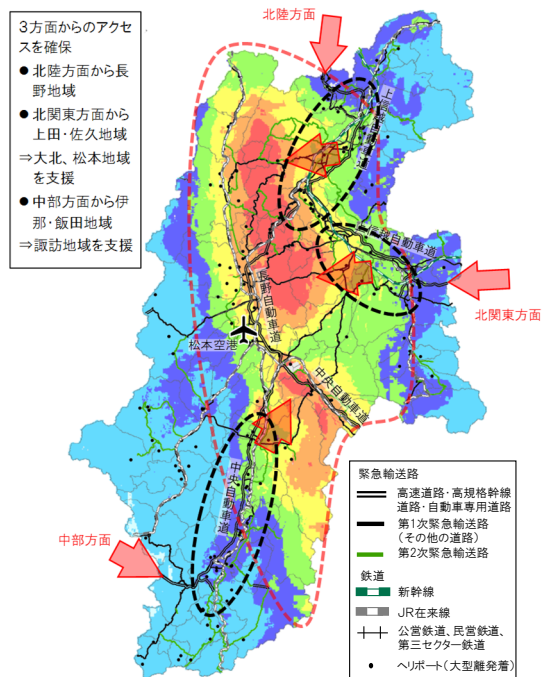 3方面からのアクセ
スを確保
● 北陸方面から長
野地域
● 北関東方面から
上田・佐久地域
⇒大北、松本地域
を支援
● 中部方面から伊
那・飯田地域
⇒諏訪地域を支援
北陸方面
北関東方面
長野自動車道
松本空港
中央自動車道
中央自動車道
中部方面
緊急輸送路
高速道路・高規格幹線
道路・自動車専用道路
第1次緊急輸送路
(その他の道路)
第2次緊急輸送路
鉄道
新幹線
JR在来線
公営鉄道、民営鉄道、
第三セクター鉄道
ヘリポート(大型離発着)